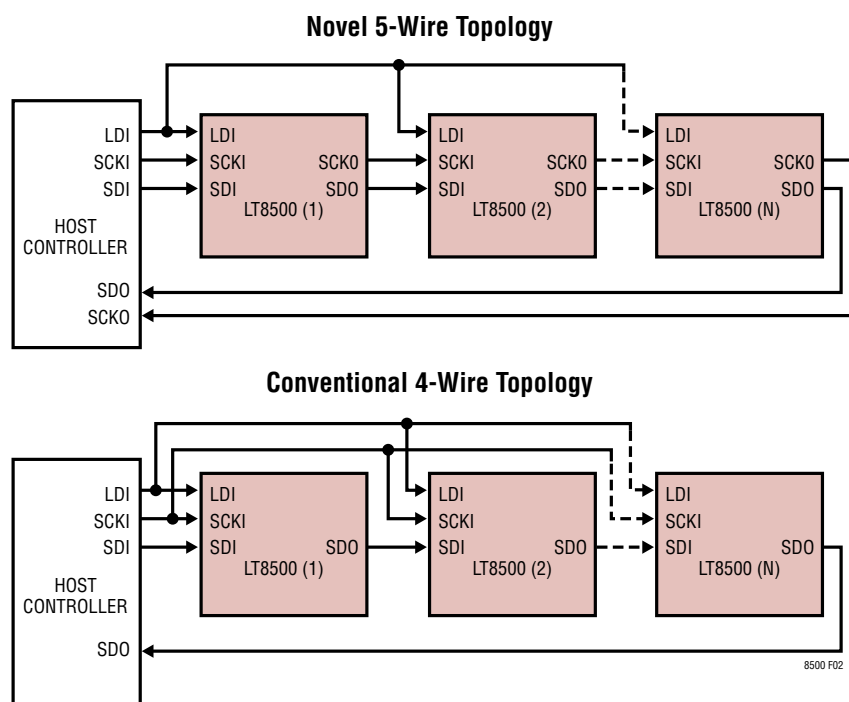 Novel 5-Wire Topology
LDI
SCKI
SDI
HOST
CONTROLLER
SDO
SCKO
LDI
SCKI
SDI
SCK0
SDO
LT8500 (1)
LDI
SCKI
SDI
SCK0
SDO
LT8500 (2)
LDI
SCKI
SDI
SCK0
SDO
LT8500 (N)
Conventional 4-Wire Topology
LDI
SCKI
SDI
HOST
CONTROLLER
SDO
LDI
SCKI
SDI
SDO
LT8500 (1)
LDI
SCKI
SDI
SDO
LT8500 (2)
LDI
SCKI
SDI
SDO
LT8500 (N)
8500 F02